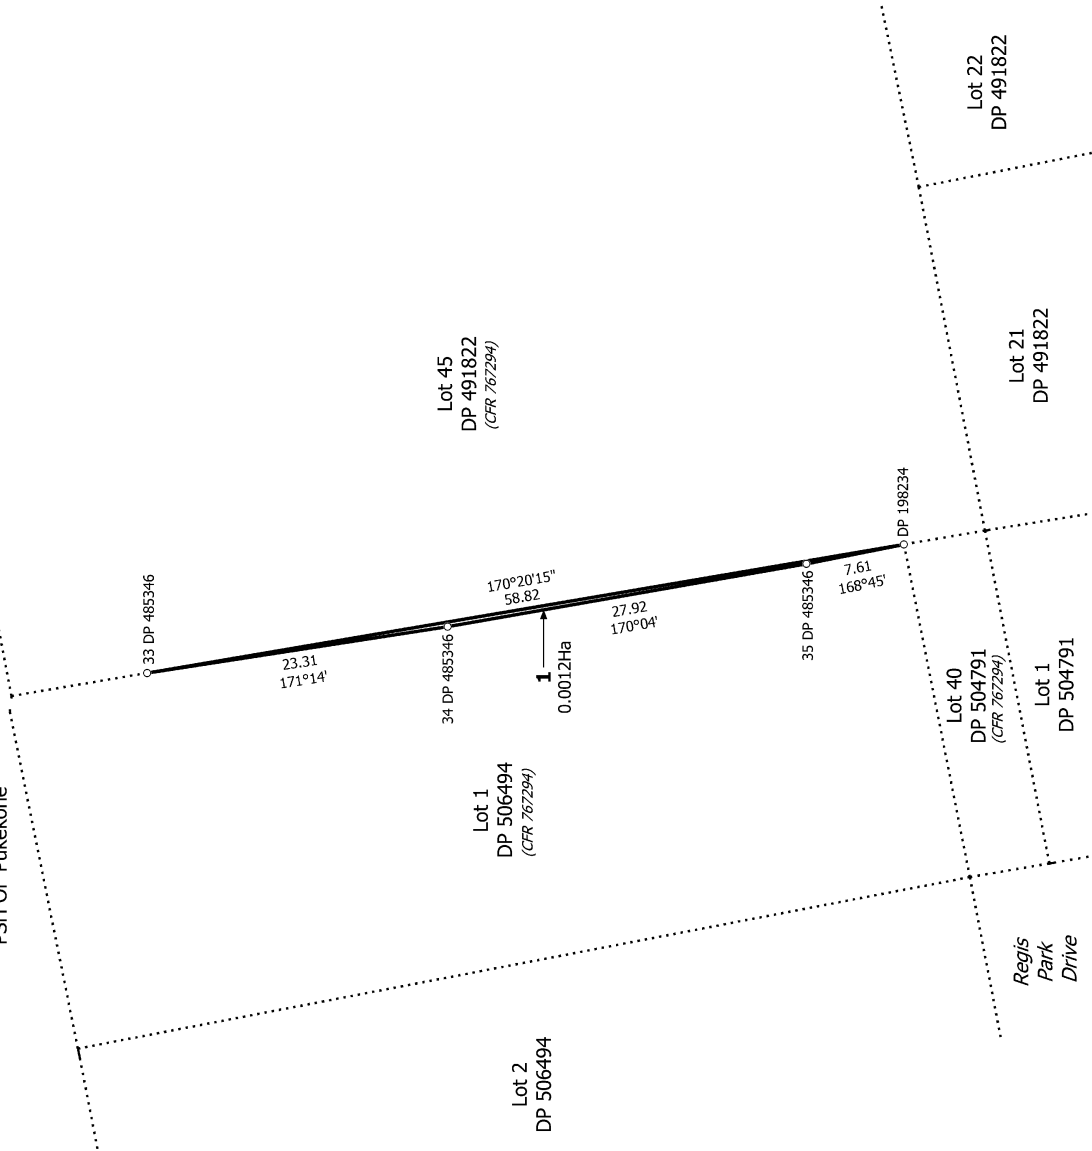 Lot 22
DP 491822
Lot 45
DP 491822
(CFR 767294)
Lot 21
DP 491822
DP 198234
33 DP 485346
170°20'15"
58.82
23.31
171°14'
34 DP 485346
27.92
170°04'
7.61
168°45'
35 DP 485346
1
0.0012Ha
Lot 40
DP 504791
(CFR 767294)
Lot 1
DP 504791
Lot 1
DP 506494
(CFR 767294)
Regis
Park
Drive
Lot 2
DP 506494